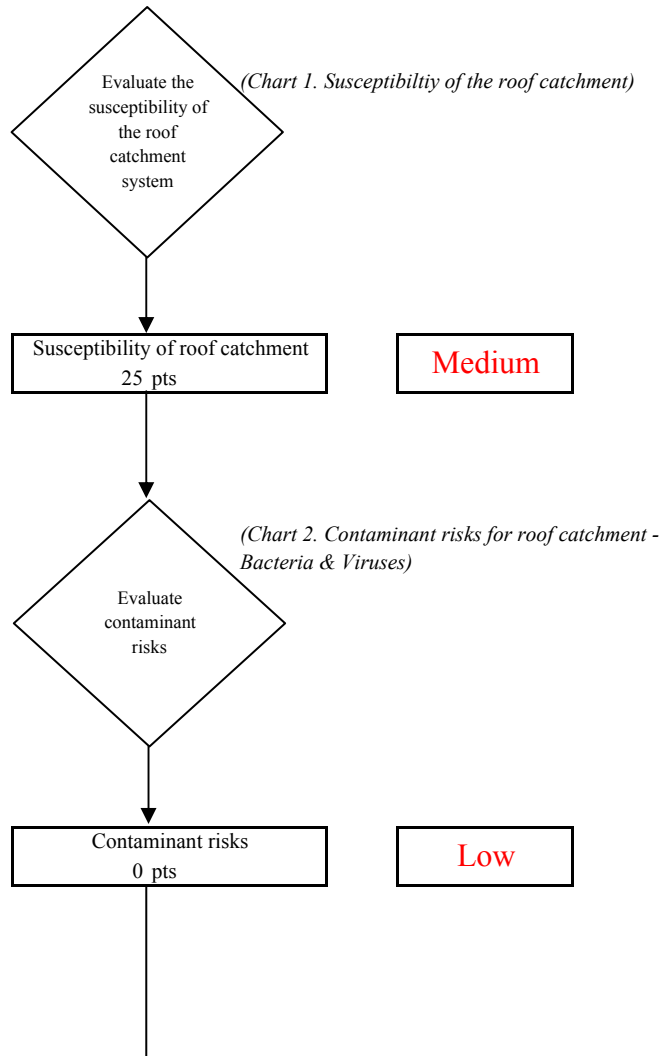 Evaluate the
susceptibility of
the roof
catchment
system
(Chart 1. Susceptibiltiy of the roof catchment)
Susceptibility of roof catchment
25 pts
Medium
(Chart 2. Contaminant risks for roof catchment -
Bacteria & Viruses)
Evaluate
contaminant
risks
Contaminant risks
0 pts
Low